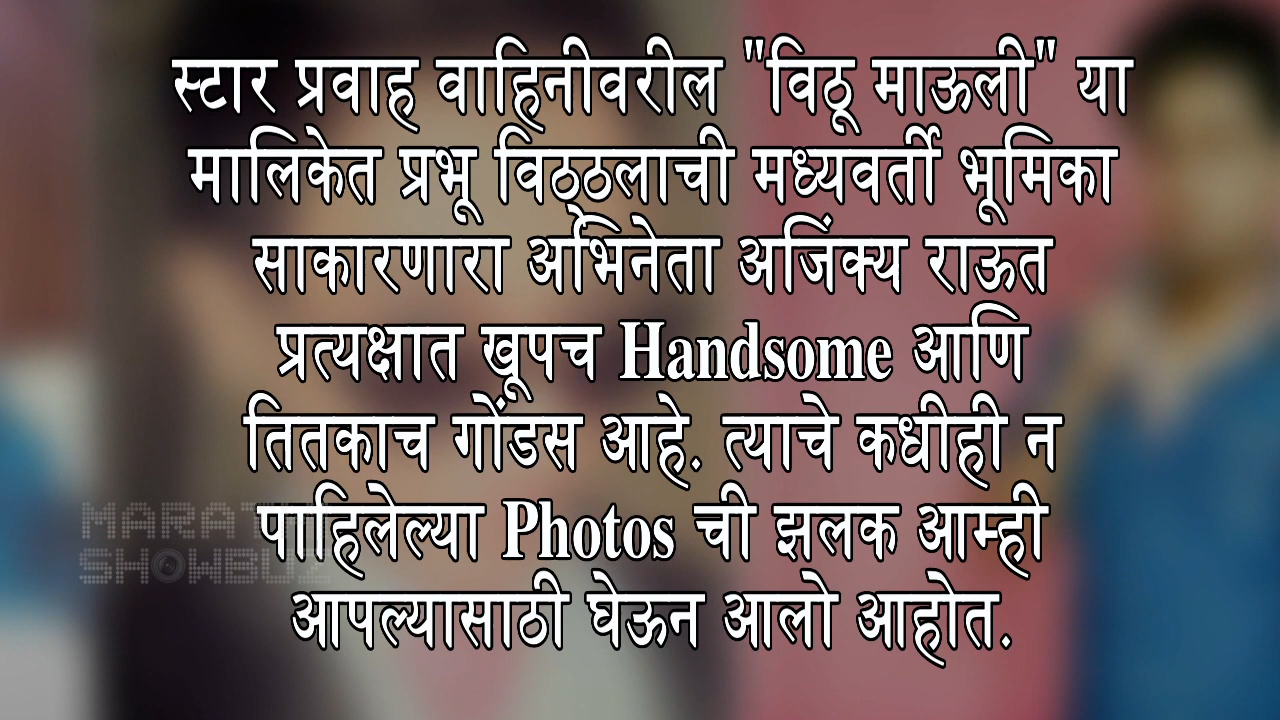 स्टार प्रवाह वाहिनीवरील "विठू माऊली" या
मालिकेत प्रभू विठ्ठलाची मध्यवर्ती भूमिका
साकारणारा अभिनेता अजिंक्य राऊत
प्रत्यक्षात खूपच Handsome आणि
तितकाच गोंडस आहे. त्याचे कधीही न
पाहिलेल्या Photos ची झलक आम्ही
आपल्यासाठी घेऊन आलो आहोत.
SHOWBUZ